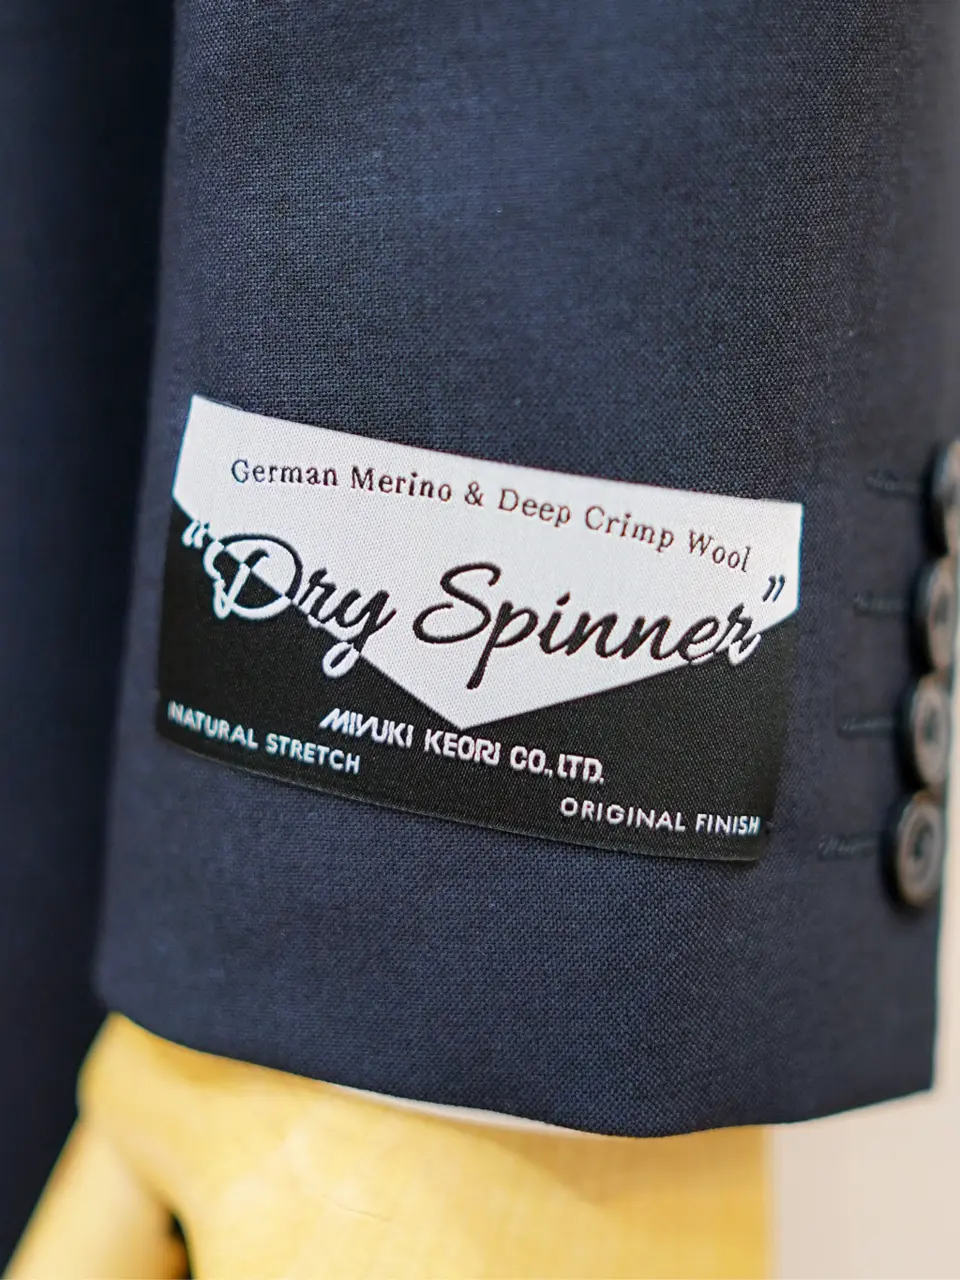 German Merino & Deep Crimp Wool
“Dry Spinner”
MIYUKI KEORI CO., LTD.
NATURAL STRETCH
ORIGINAL FINISH